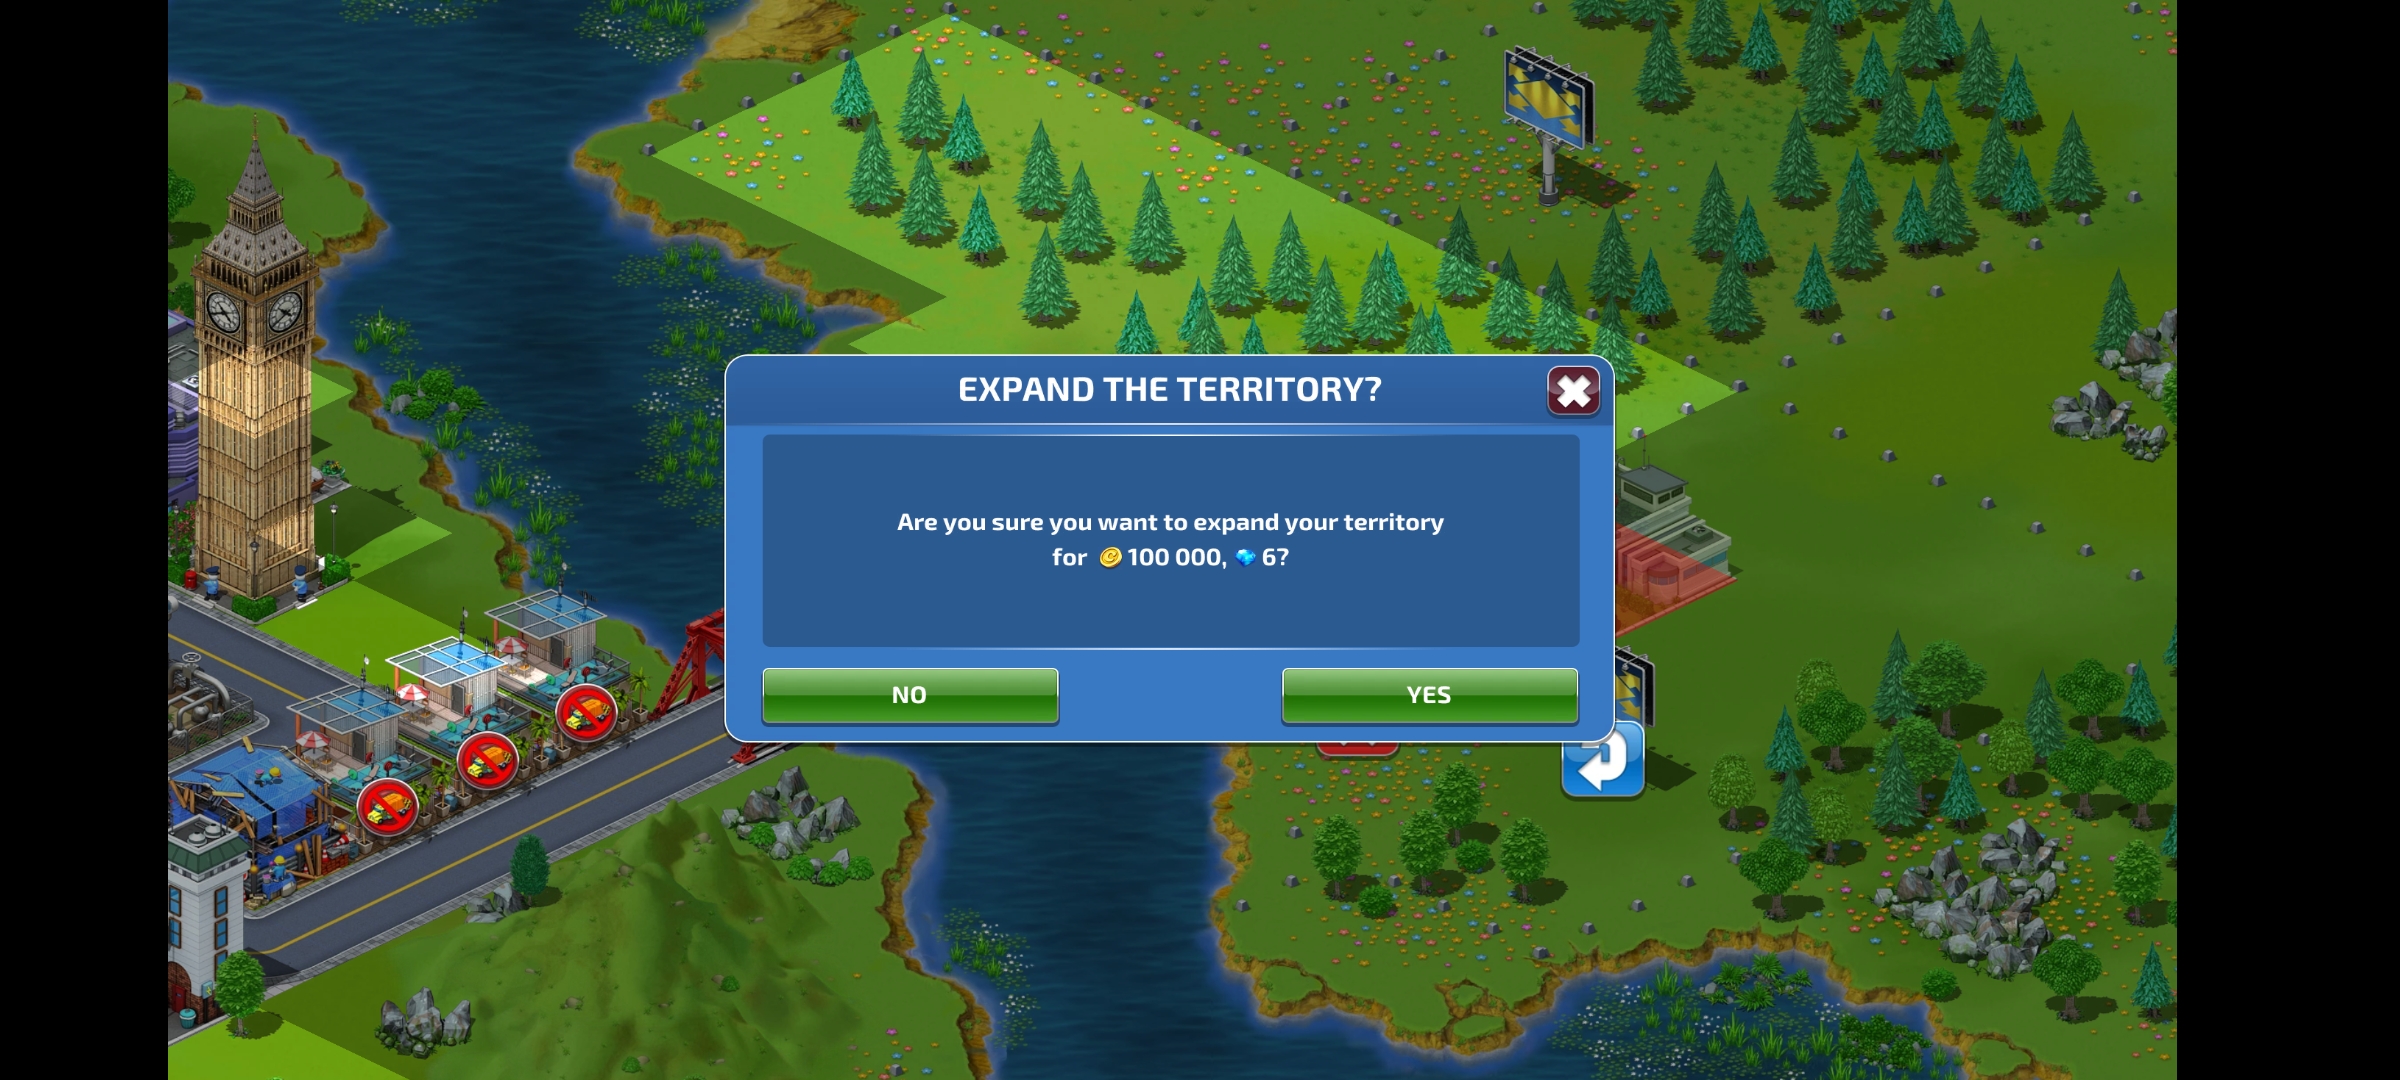 EXPAND THE TERRITORY?
Are you sure you want to expand your territory
for 100 000, 6?
NO
YES